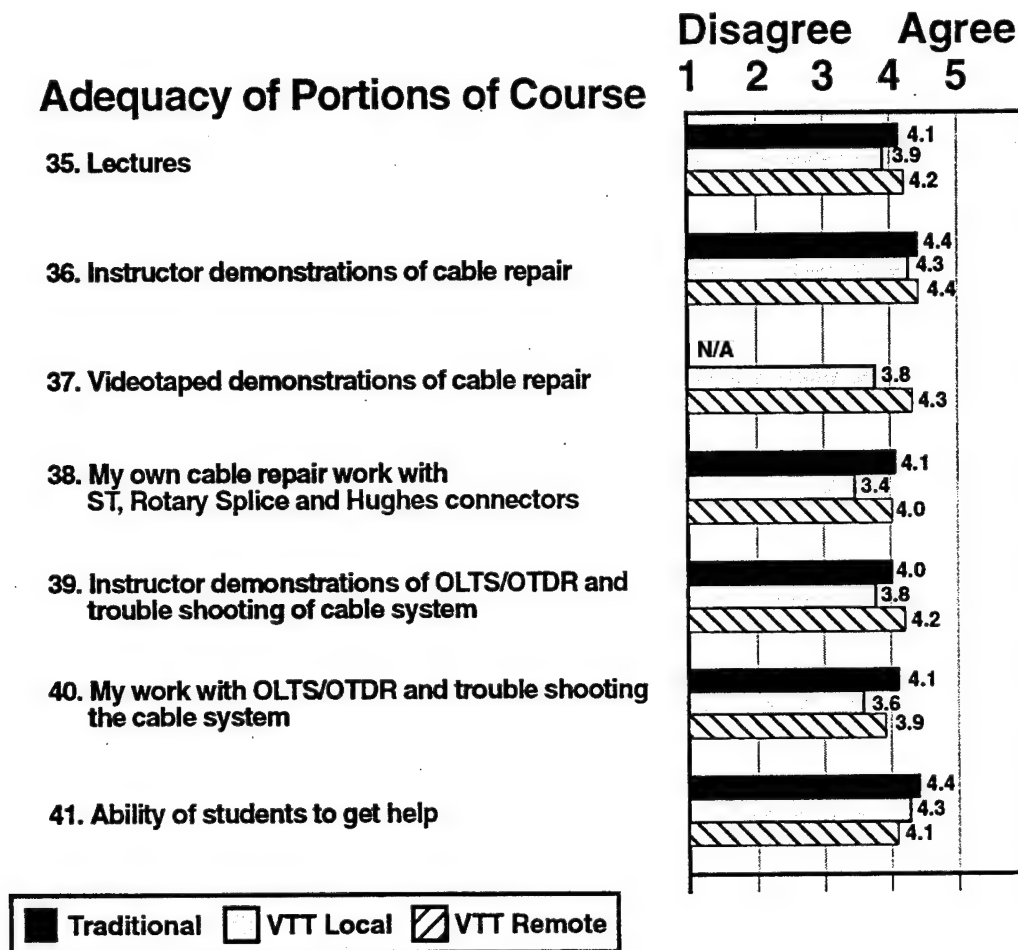 Disagree Agree
Adequacy of Portions of Course
1 2 3 4 5
35. Lectures
4.1
3.9
4.2
36. Instructor demonstrations of cable repair
4.4
4.3
4.4
37. Videotaped demonstrations of cable repair
N/A
3.8
4.3
38. My own cable repair work with
ST, Rotary Splice and Hughes connectors
4.1
3.4
4.0
39. Instructor demonstrations of OLTS/OTDR and
trouble shooting of cable system
4.0
3.8
4.2
40. My work with OLTS/OTDR and trouble shooting
the cable system
4.1
3.6
3.9
41. Ability of students to get help
4.4
4.3
4.1
Traditional VTT Local VTT Remote